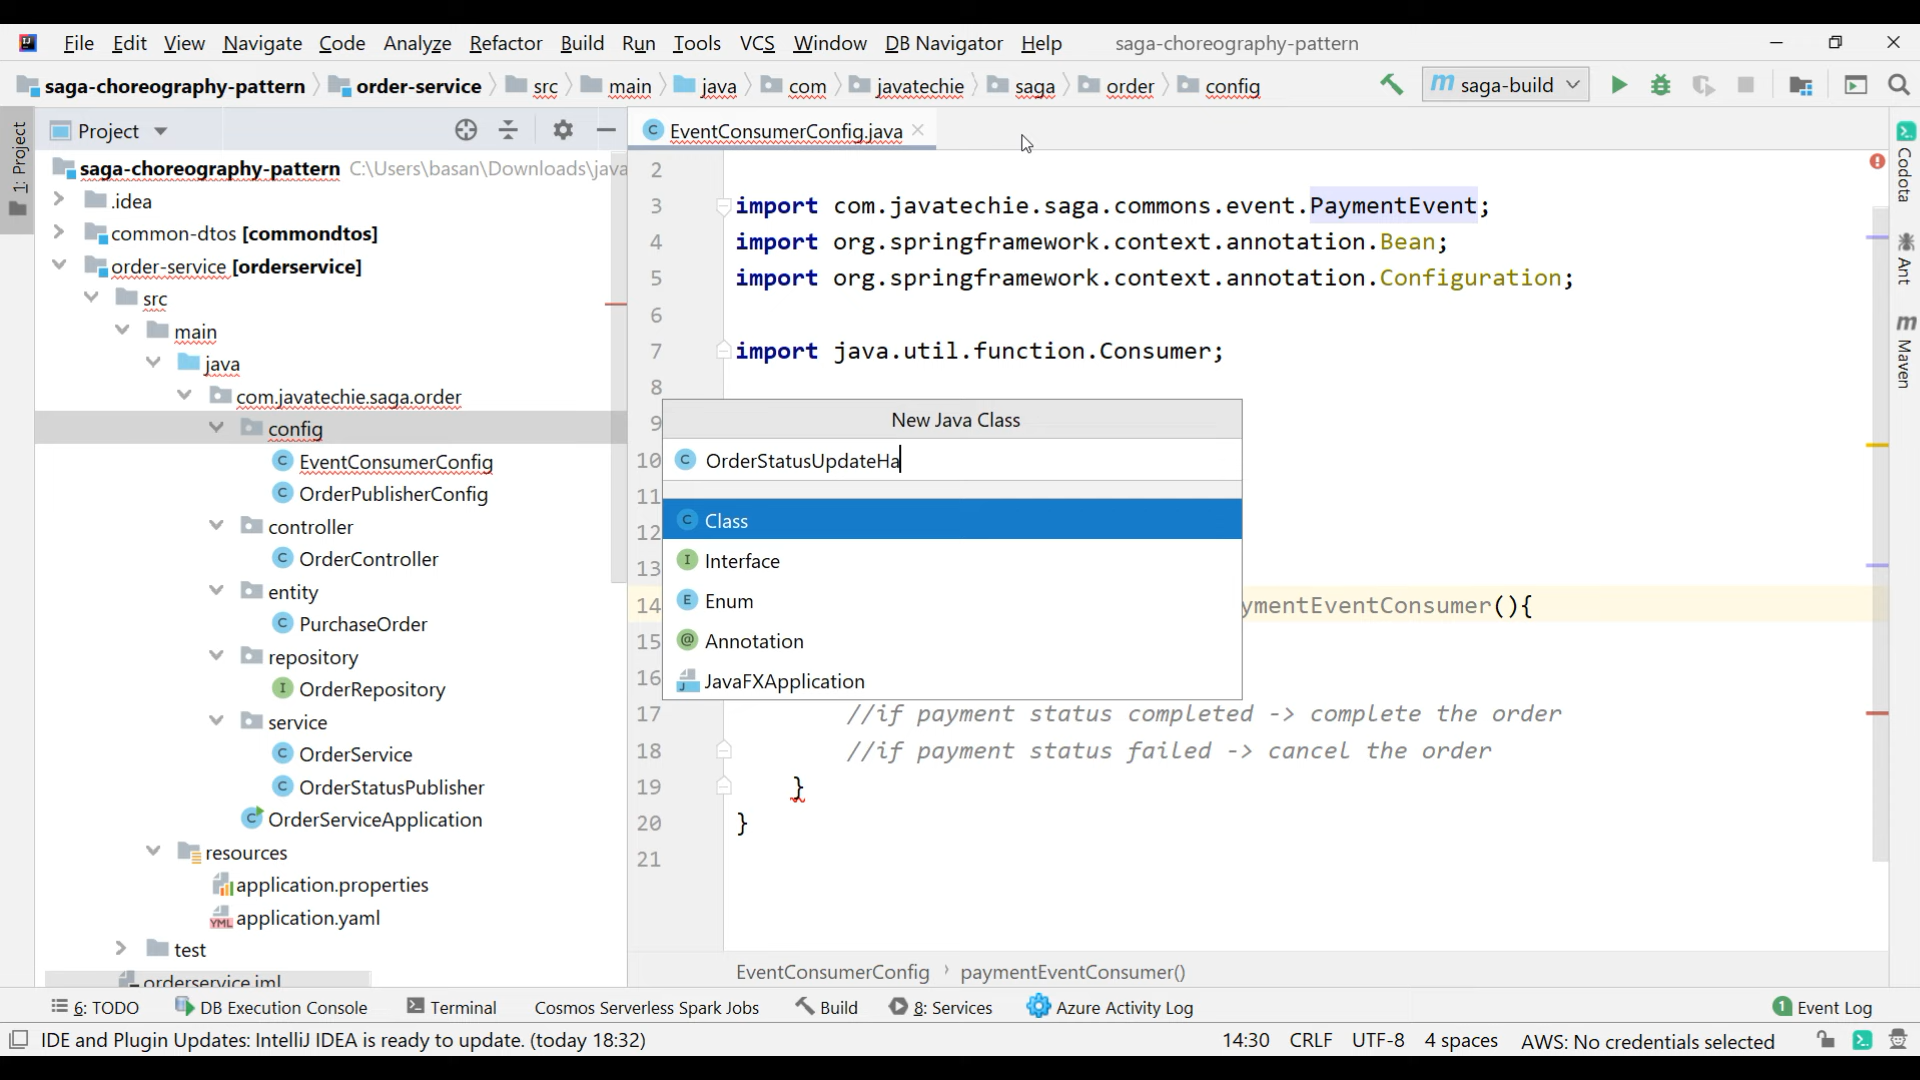 File Edit View Navigate Code Analyze Refactor Build Run Tools VCS Window DB Navigator Help saga-choreography-pattern
saga-choreography-pattern order-service src main java com javatechie saga order config saga-build
1: Project
Project
saga-choreography-pattern C:\Users\basan\Downloads\java
.idea
common-dtos [commondtos]
order-service [orderservice]
src
main
java
com.javatechie.saga.order
config
EventConsumerConfig
OrderPublisherConfig
controller
OrderController
entity
PurchaseOrder
repository
OrderRepository
service
OrderService
OrderStatusPublisher
OrderServiceApplication
resources
application.properties
application.yaml
test
orderservice.iml
EventConsumerConfig.java
2
3 import com.javatechie.saga.commons.event.PaymentEvent;
4 import org.springframework.context.annotation.Bean;
5 import org.springframework.context.annotation.Configuration;
6
7 import java.util.function.Consumer;
8
9
10
11
12
13
14 ymentEventConsumer(){
15
16
17 //if payment status completed -> complete the order
18 //if payment status failed -> cancel the order
19 }
20 }
21
New Java Class
OrderStatusUpdateHa
Class
Interface
Enum
Annotation
JavaFXApplication
EventConsumerConfig › paymentEventConsumer()
Codota
Ant
Maven
6: TODO DB Execution Console Terminal Cosmos Serverless Spark Jobs Build 8: Services Azure Activity Log 1 Event Log
IDE and Plugin Updates: IntelliJ IDEA is ready to update. (today 18:32) 14:30 CRLF UTF-8 4 spaces AWS: No credentials selected